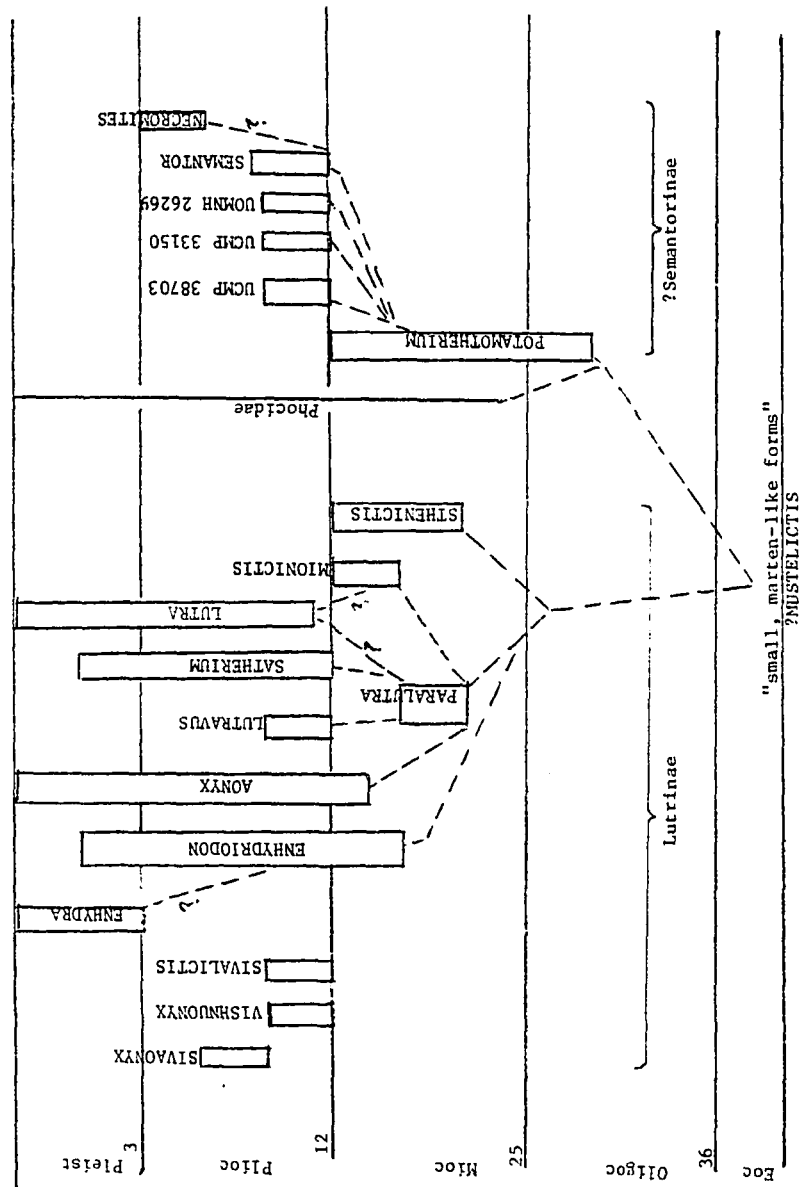 NECROMITES
?
SEMANTOR
UOMNH 26269
UCMP 33150
UCMP 38703
POTAMOTHERIUM
?Semantorinae
Phocidae
STHENICTIS
MIONICTIS
LUTRA
?
?
SATHERIUM
PARALUTRA
LUTRAVUS
AONYX
ENHYDRIODON
ENHYDRA
?
SIVALICTIS
VISHNUONYX
SIVAONYX
Lutrinae
"small, marten-like forms"
?MUSTELICTIS
Pleist
3
Plioc
12
Mioc
25
Oligoc
36
Eoc